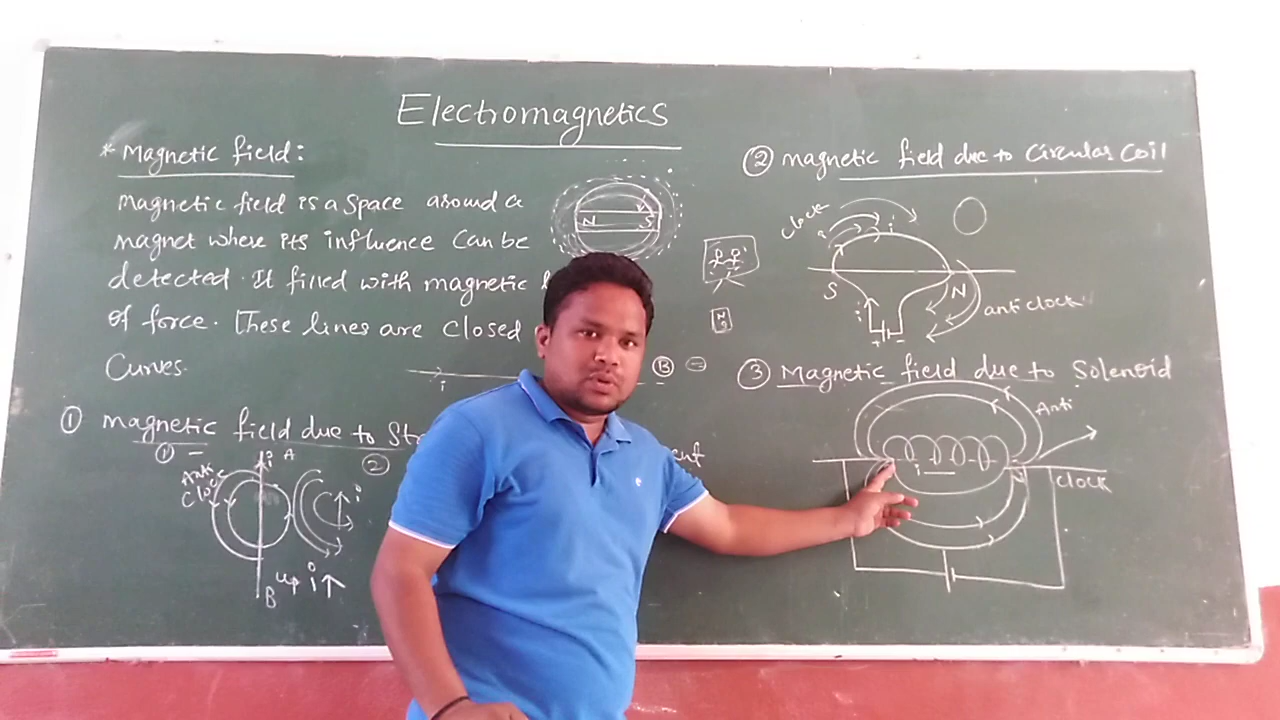 Electromagnetics
* Magnetic field:
Magnetic field is a space around a
magnet where its influence can be
detected. It filled with magnetic
of force. These lines are closed
Curves.
N S
i
B
① magnetic field due to
① -
②
Anti
Clock
i A
i
B up i ↑
② magnetic field due to Circular Coil
clock
i
S N
anti clock
i
+ -
③ Magnetic field due to Solenoid
Anti
i
clock